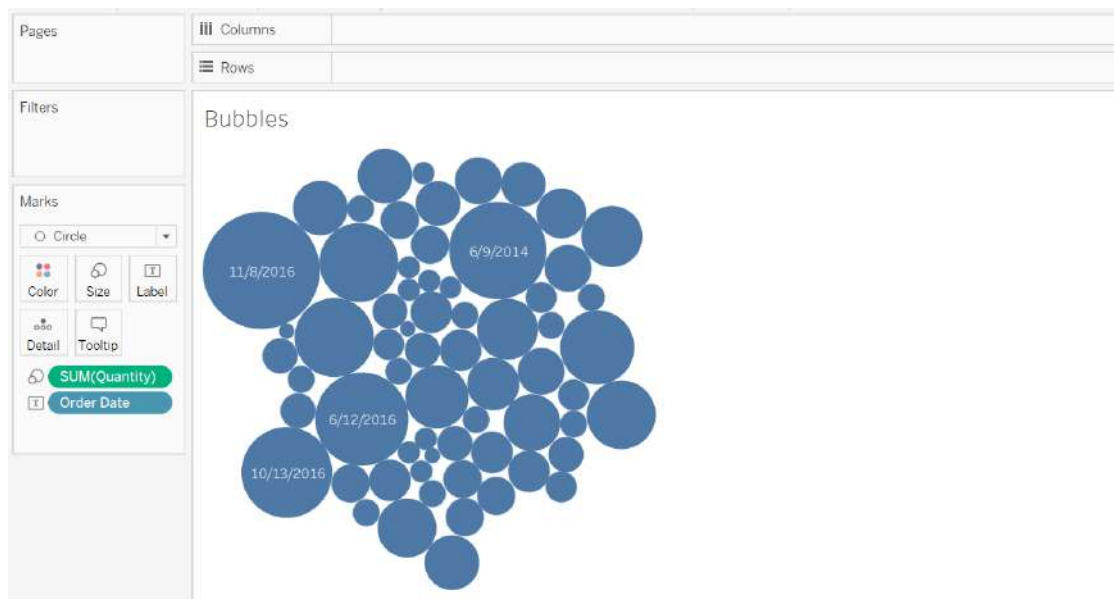 Pages
Columns
Rows
Filters
Bubbles
Marks
Circle
Color
Size
Label
Detail
Tooltip
SUM(Quantity)
Order Date
11/8/2016
6/9/2014
6/12/2016
10/13/2016